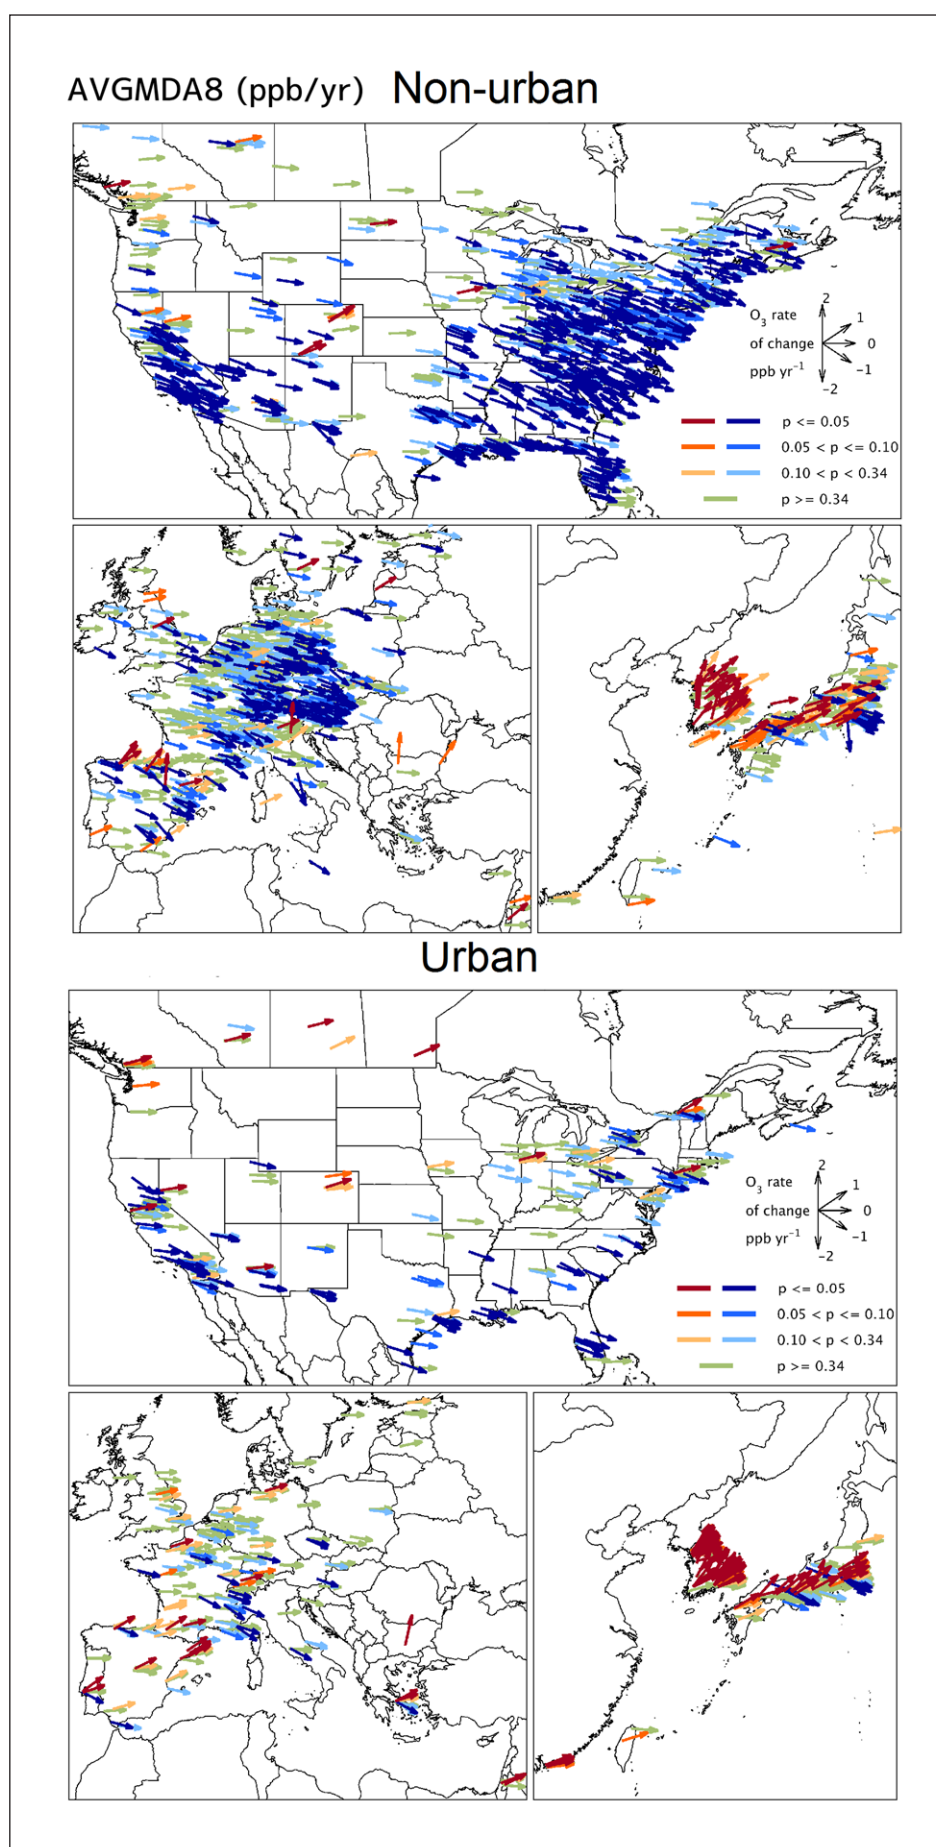 AVGMDA8 (ppb/yr) Non-urban
2
O3 rate 1
of change 0
ppb yr−1 −1
−2
p <= 0.05
0.05 < p <= 0.10
0.10 < p < 0.34
p >= 0.34
Urban
2
O3 rate 1
of change 0
ppb yr−1 −1
−2
p <= 0.05
0.05 < p <= 0.10
0.10 < p < 0.34
p >= 0.34